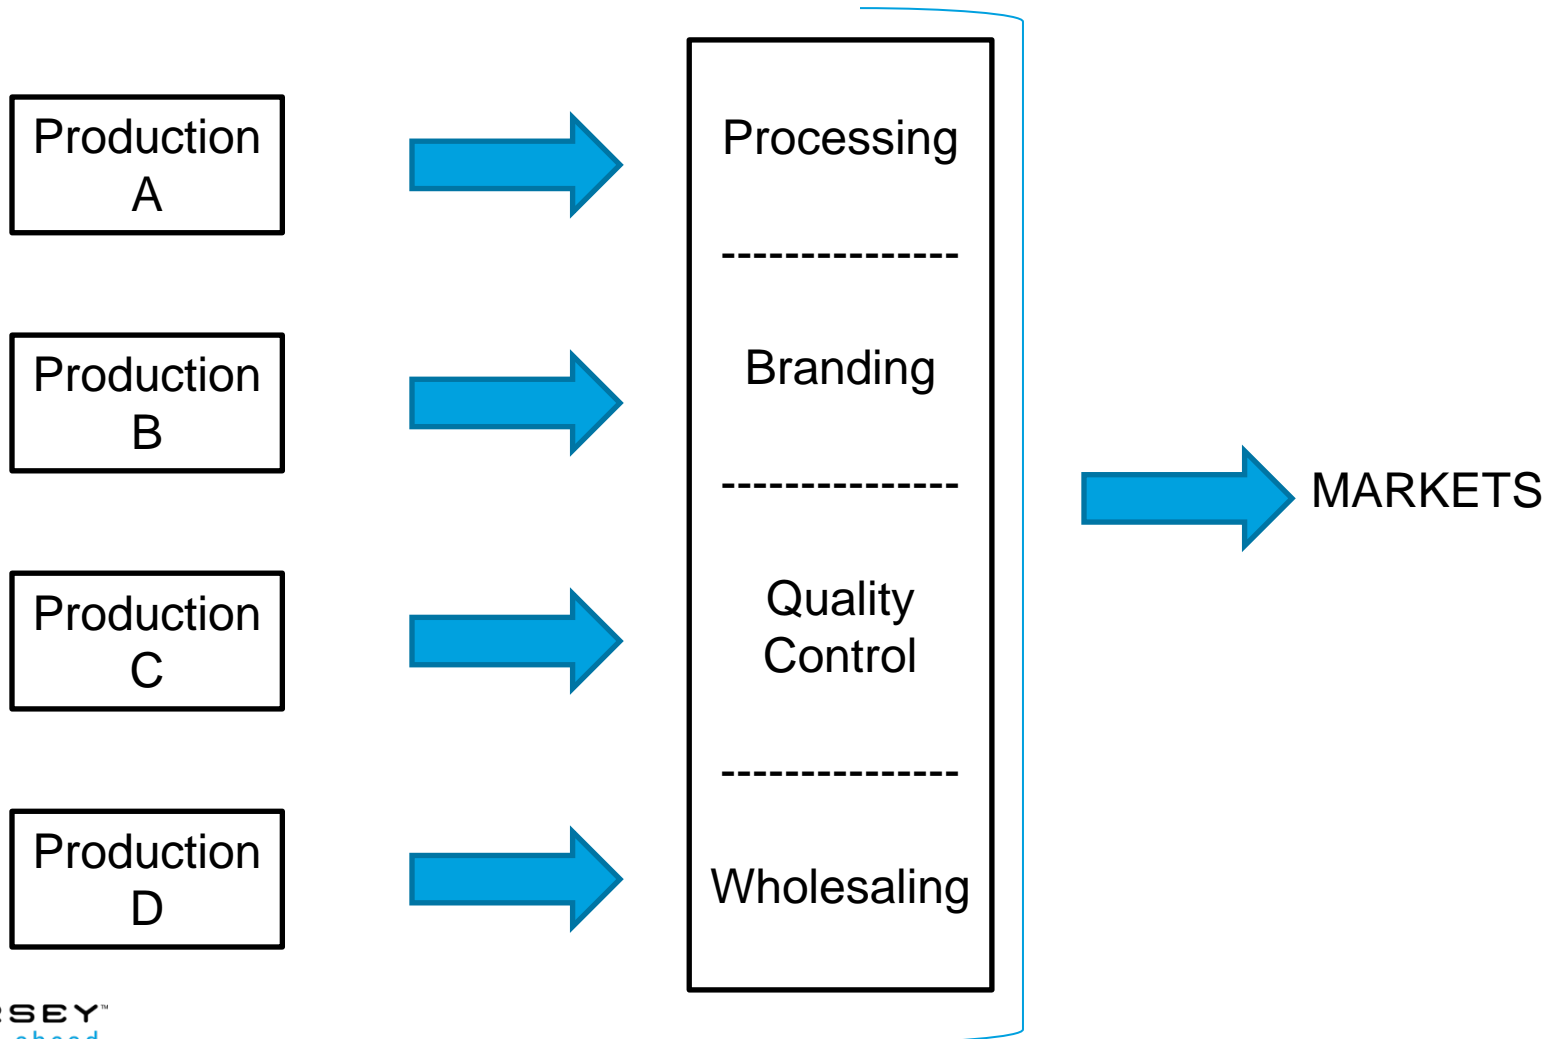 Production
A
Production
B
Production
C
Production
D
Processing
---------------
Branding
---------------
Quality
Control
---------------
Wholesaling
MARKETS